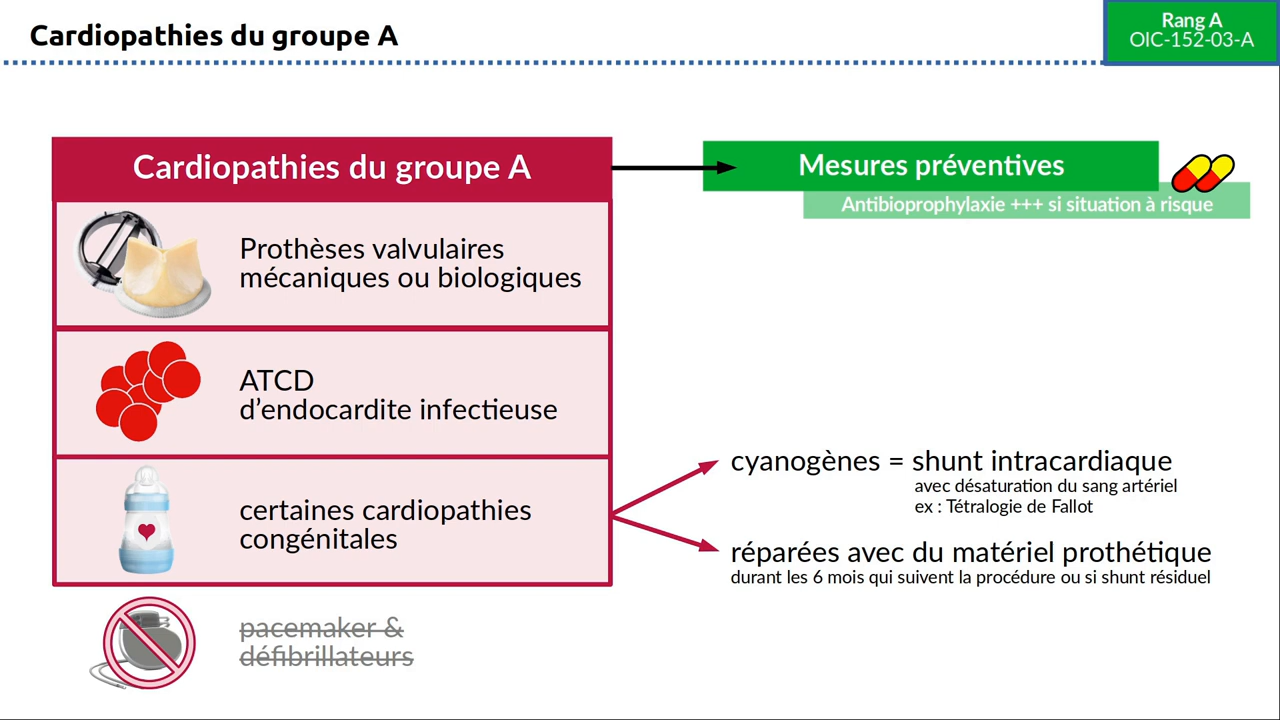 Cardiopathies du groupe A
Rang A
OIC-152-03-A
Cardiopathies du groupe A
Mesures préventives
Antibioprophylaxie +++ si situation à risque
Prothèses valvulaires
mécaniques ou biologiques
ATCD
d’endocardite infectieuse
certaines cardiopathies
congénitales
cyanogènes = shunt intracardiaque
avec désaturation du sang artériel
ex : Tétralogie de Fallot
réparées avec du matériel prothétique
durant les 6 mois qui suivent la procédure ou si shunt résiduel
pacemaker &
défibrillateurs